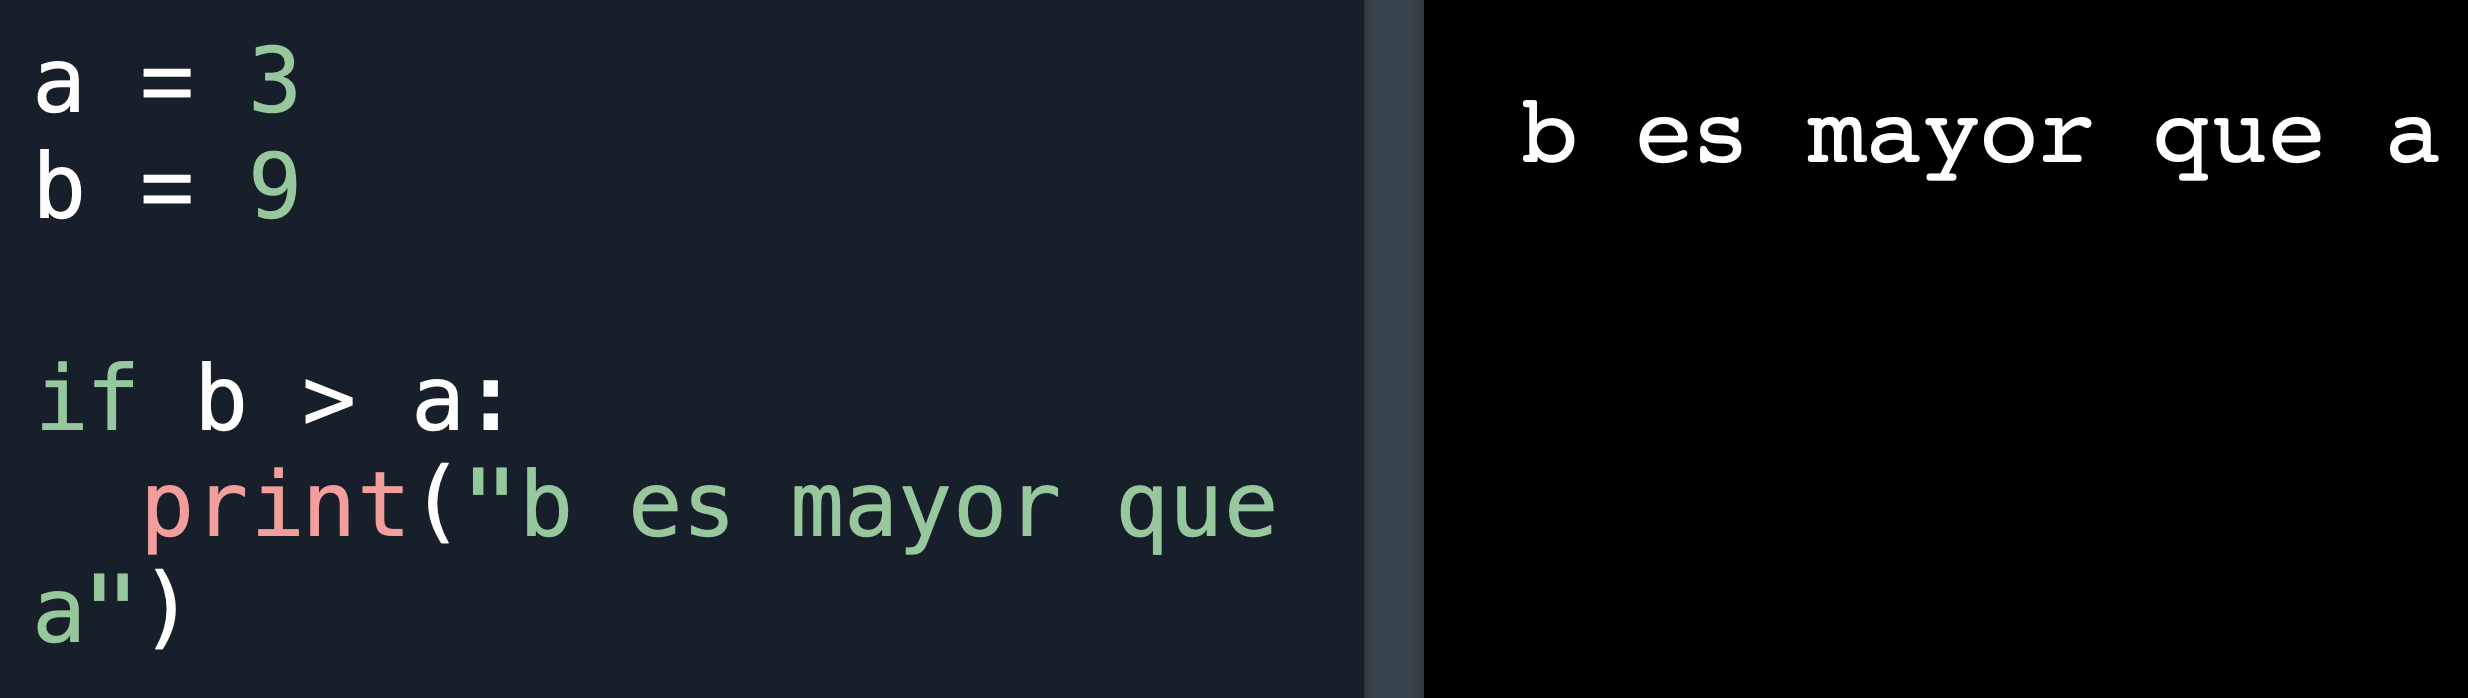 a = 3
b = 9
if b > a:
  print("b es mayor que
a")
b es mayor que a